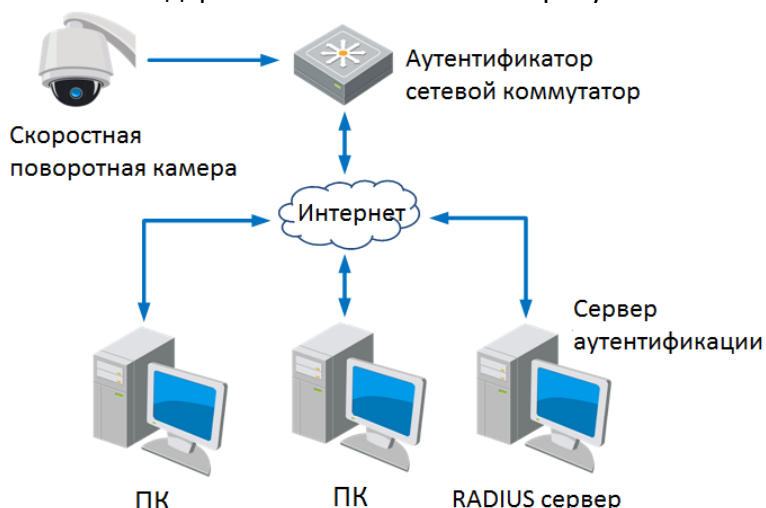 Аутентификатор
сетевой коммутатор
Скоростная
поворотная камера
Интернет
Сервер
аутентификации
ПК
ПК
RADIUS сервер